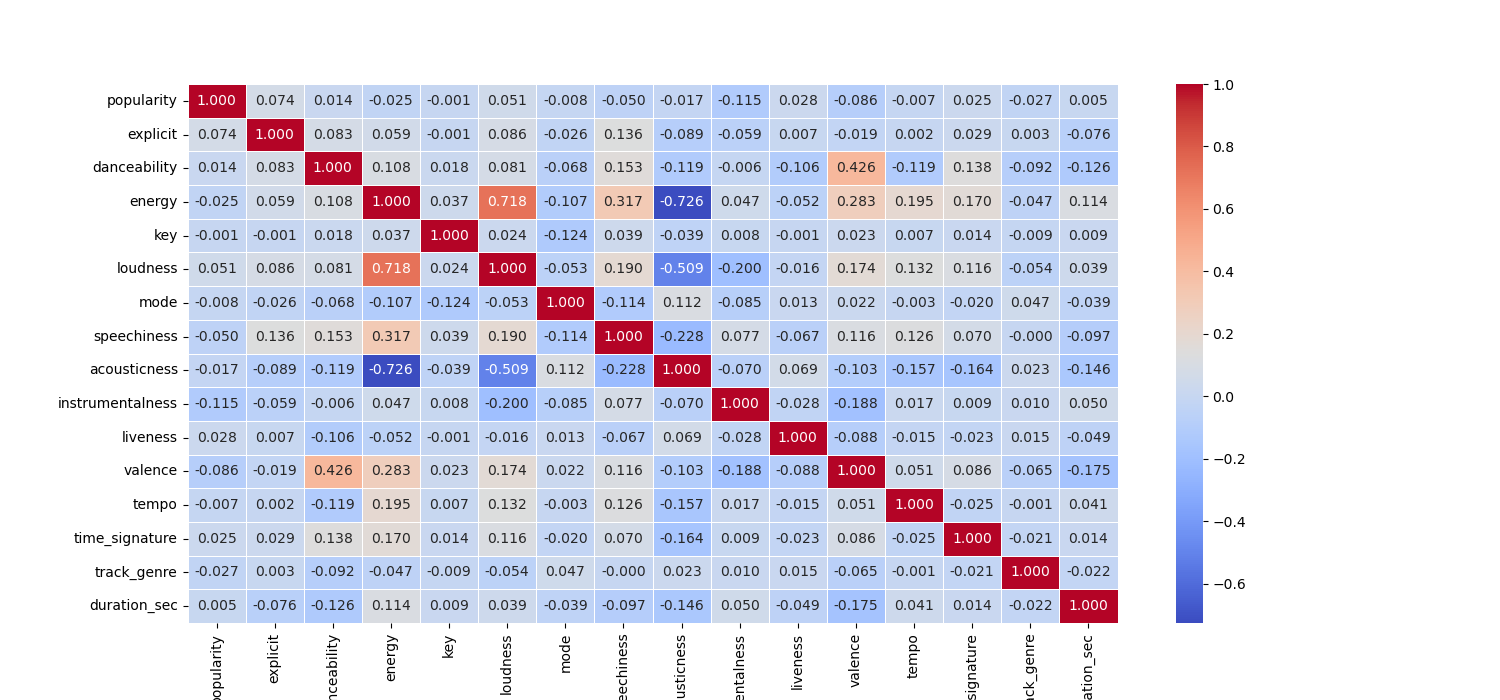 popularity 1.000 0.074 0.014 -0.025 -0.001 0.051 -0.008 -0.050 -0.017 -0.115 0.028 -0.086 -0.007 0.025 -0.027 0.005
explicit 0.074 1.000 0.083 0.059 -0.001 0.086 -0.026 0.136 -0.089 -0.059 0.007 -0.019 0.002 0.029 0.003 -0.076
danceability 0.014 0.083 1.000 0.108 0.018 0.081 -0.068 0.153 -0.119 -0.006 -0.106 0.426 -0.119 0.138 -0.092 -0.126
energy -0.025 0.059 0.108 1.000 0.037 0.718 -0.107 0.317 -0.726 0.047 -0.052 0.283 0.195 0.170 -0.047 0.114
key -0.001 -0.001 0.018 0.037 1.000 0.024 -0.124 0.039 -0.039 0.008 -0.001 0.023 0.007 0.014 -0.009 0.009
loudness 0.051 0.086 0.081 0.718 0.024 1.000 -0.053 0.190 -0.509 -0.200 -0.016 0.174 0.132 0.116 -0.054 0.039
mode -0.008 -0.026 -0.068 -0.107 -0.124 -0.053 1.000 -0.114 0.112 -0.085 0.013 0.022 -0.003 -0.020 0.047 -0.039
speechiness -0.050 0.136 0.153 0.317 0.039 0.190 -0.114 1.000 -0.228 0.077 -0.067 0.116 0.126 0.070 -0.000 -0.097
acousticness -0.017 -0.089 -0.119 -0.726 -0.039 -0.509 0.112 -0.228 1.000 -0.070 0.069 -0.103 -0.157 -0.164 0.023 -0.146
instrumentalness -0.115 -0.059 -0.006 0.047 0.008 -0.200 -0.085 0.077 -0.070 1.000 -0.028 -0.188 0.017 0.009 0.010 0.050
liveness 0.028 0.007 -0.106 -0.052 -0.001 -0.016 0.013 -0.067 0.069 -0.028 1.000 -0.088 -0.015 -0.023 0.015 -0.049
valence -0.086 -0.019 0.426 0.283 0.023 0.174 0.022 0.116 -0.103 -0.188 -0.088 1.000 0.051 0.086 -0.065 -0.175
tempo -0.007 0.002 -0.119 0.195 0.007 0.132 -0.003 0.126 -0.157 0.017 -0.015 0.051 1.000 -0.025 -0.001 0.041
time_signature 0.025 0.029 0.138 0.170 0.014 0.116 -0.020 0.070 -0.164 0.009 -0.023 0.086 -0.025 1.000 -0.021 0.014
track_genre -0.027 0.003 -0.092 -0.047 -0.009 -0.054 0.047 -0.000 0.023 0.010 0.015 -0.065 -0.001 -0.021 1.000 -0.022
duration_sec 0.005 -0.076 -0.126 0.114 0.009 0.039 -0.039 -0.097 -0.146 0.050 -0.049 -0.175 0.041 0.014 -0.022 1.000
opularity
explicit
nceability
energy
key
loudness
mode
eechiness
usticness
entalness
liveness
valence
tempo
signature
ck_genre
ation_sec
1.0
0.8
0.6
0.4
0.2
0.0
−0.2
−0.4
−0.6